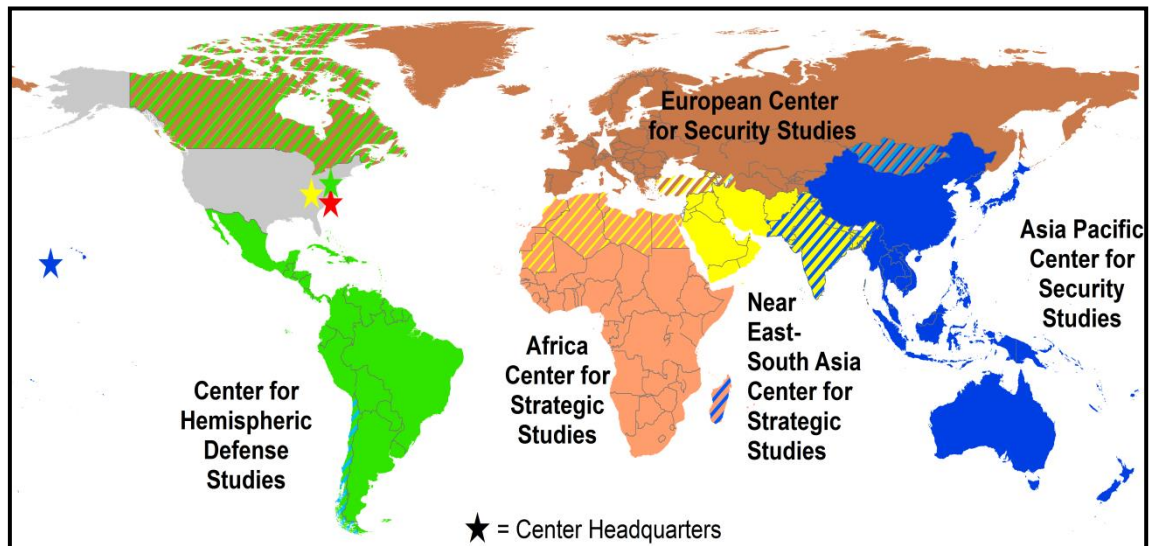 European Center
for Security Studies
Asia Pacific
Center for
Security
Studies
Near
East-
South Asia
Center for
Strategic
Studies
Africa
Center for
Strategic
Studies
Center for
Hemispheric
Defense
Studies
= Center Headquarters